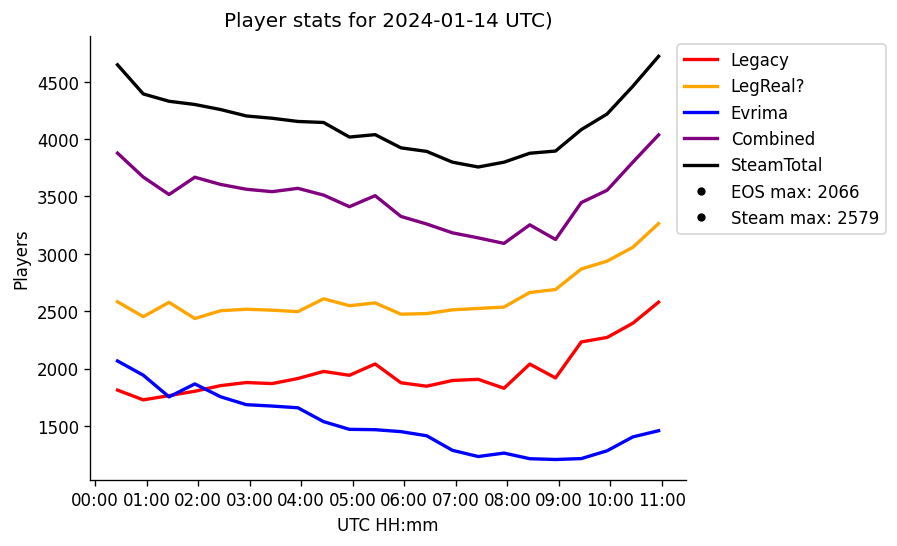 Player stats for 2024-01-14 UTC)
Legacy
LegReal?
Evrima
Combined
SteamTotal
EOS max: 2066
Steam max: 2579
Players
4500
4000
3500
3000
2500
2000
1500
00:00 01:00 02:00 03:00 04:00 05:00 06:00 07:00 08:00 09:00 10:00 11:00
UTC HH:mm